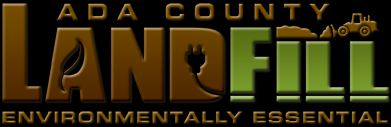 ADA COUNTY
LANDFILL
ENVIRONMENTALLY ESSENTIAL